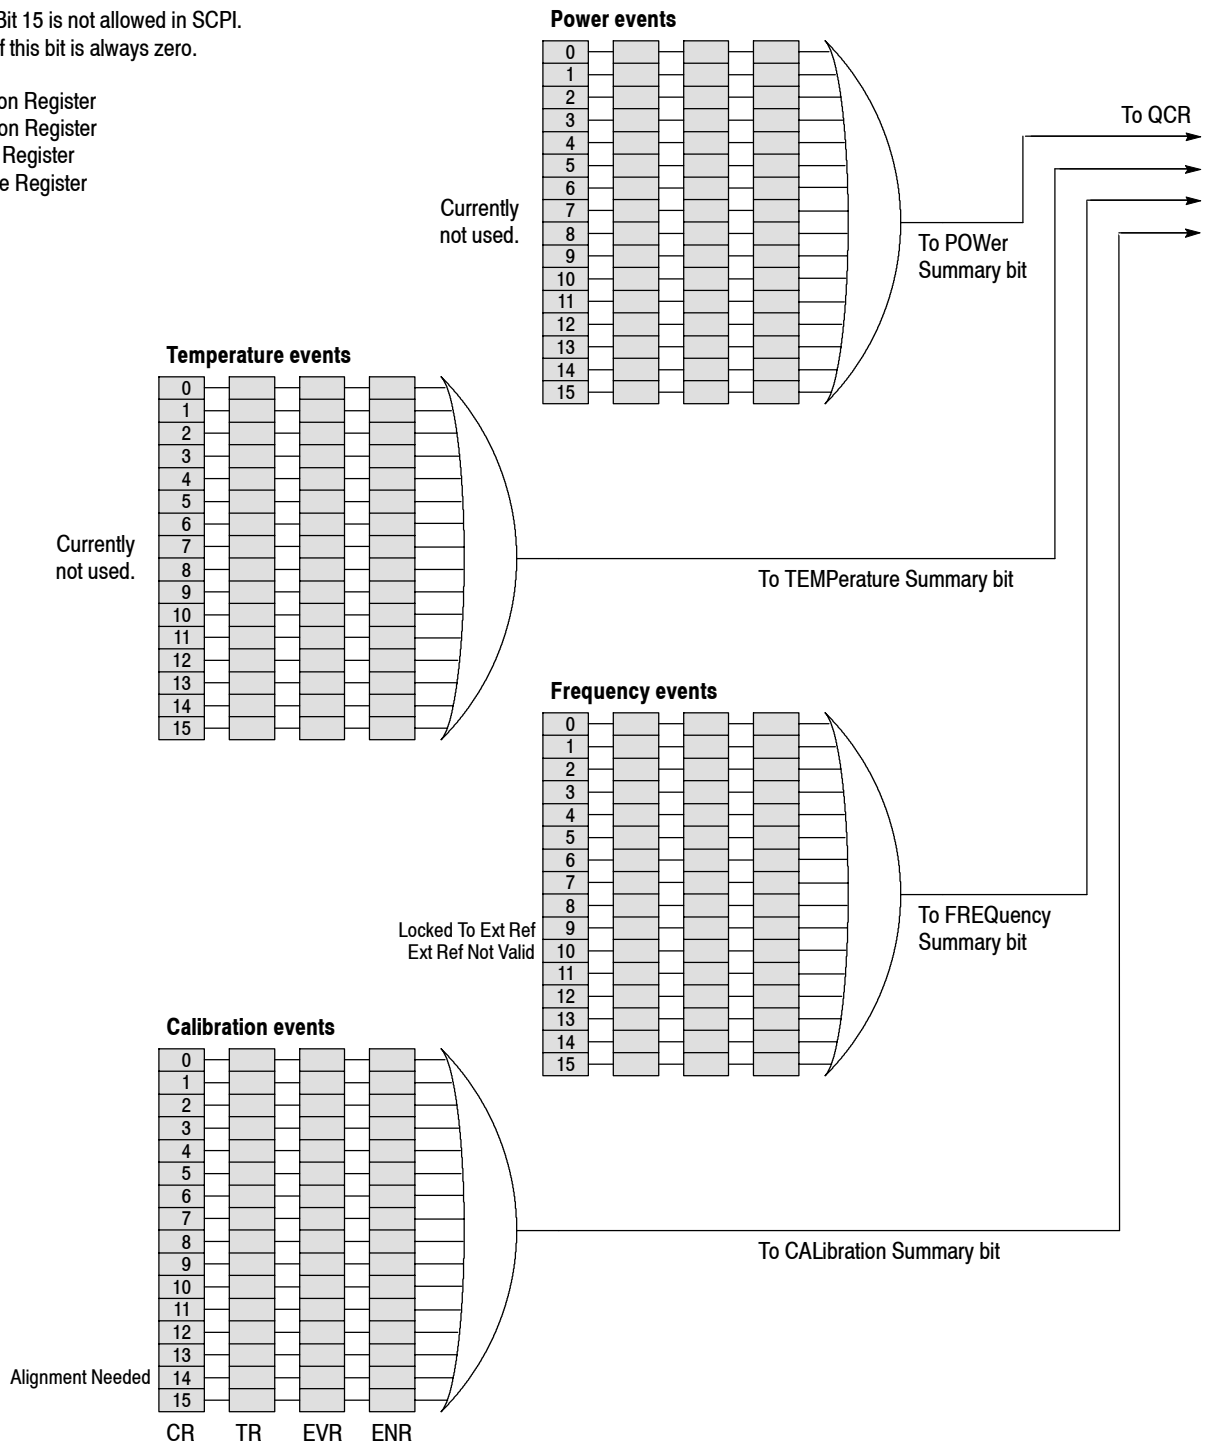 Bit 15 is not allowed in SCPI.
f this bit is always zero.
on Register
on Register
Register
e Register
Power events
0
1
2
3
4
5
6
7
8
9
10
11
12
13
14
15
Currently
not used.
To POWer
Summary bit
To QCR
Temperature events
0
1
2
3
4
5
6
7
8
9
10
11
12
13
14
15
Currently
not used.
To TEMPerature Summary bit
Frequency events
0
1
2
3
4
5
6
7
8
9
10
11
12
13
14
15
Locked To Ext Ref
Ext Ref Not Valid
To FREQuency
Summary bit
Calibration events
0
1
2
3
4
5
6
7
8
9
10
11
12
13
14
15
Alignment Needed
To CALibration Summary bit
CR TR EVR ENR